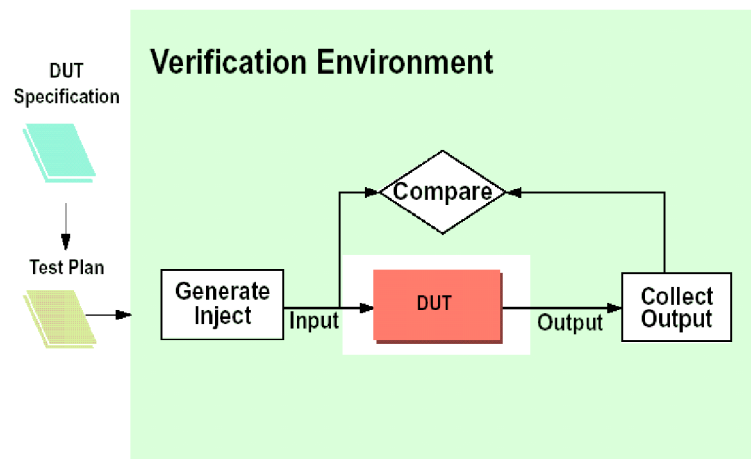 Verification Environment
DUT
Specification
Compare
Test Plan
Generate
Inject
Input
DUT
Output
Collect
Output